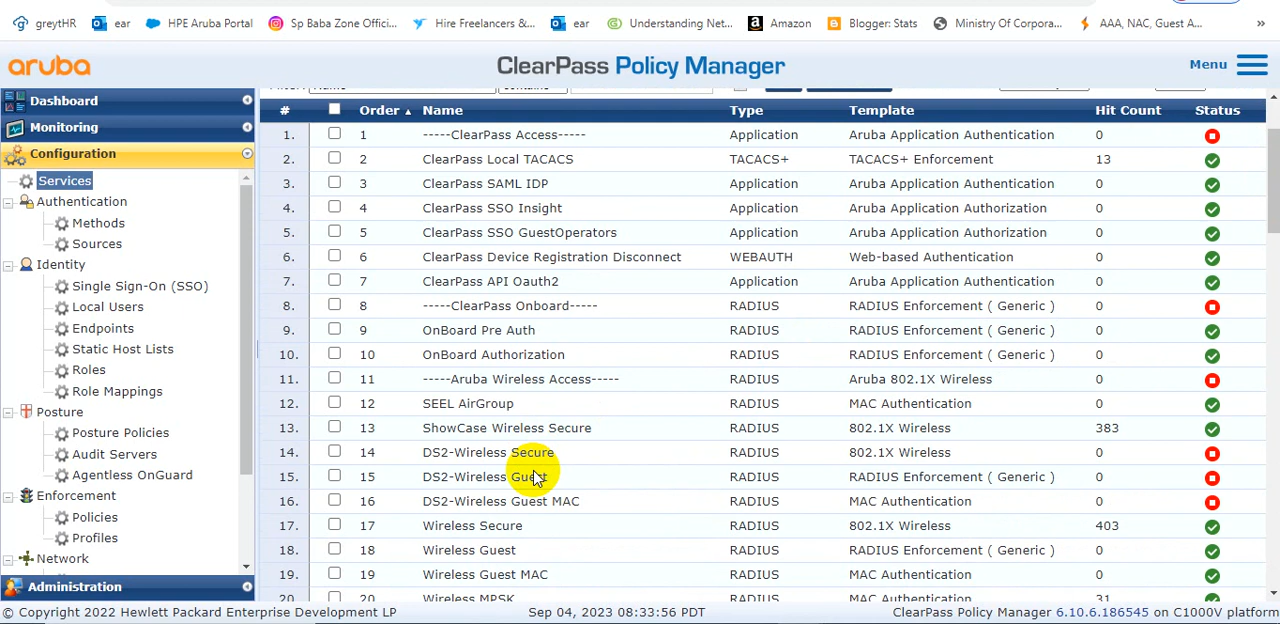 greytHR ear HPE Aruba Portal Sp Baba Zone Offici... Hire Freelancers &... ear Understanding Net... Amazon Blogger: Stats Ministry Of Corpora... AAA, NAC, Guest A... »
aruba ClearPass Policy Manager Menu
Dashboard
Monitoring
Configuration
Services
Authentication
Methods
Sources
Identity
Single Sign-On (SSO)
Local Users
Endpoints
Static Host Lists
Roles
Role Mappings
Posture
Posture Policies
Audit Servers
Agentless OnGuard
Enforcement
Policies
Profiles
Network
Administration
# Order Name Type Template Hit Count Status
1. 1 -----ClearPass Access----- Application Aruba Application Authentication 0
2. 2 ClearPass Local TACACS TACACS+ TACACS+ Enforcement 13
3. 3 ClearPass SAML IDP Application Aruba Application Authentication 0
4. 4 ClearPass SSO Insight Application Aruba Application Authorization 0
5. 5 ClearPass SSO GuestOperators Application Aruba Application Authorization 0
6. 6 ClearPass Device Registration Disconnect WEBAUTH Web-based Authentication 0
7. 7 ClearPass API Oauth2 Application Aruba Application Authentication 0
8. 8 -----ClearPass Onboard----- RADIUS RADIUS Enforcement ( Generic ) 0
9. 9 OnBoard Pre Auth RADIUS RADIUS Enforcement ( Generic ) 0
10. 10 OnBoard Authorization RADIUS RADIUS Enforcement ( Generic ) 0
11. 11 -----Aruba Wireless Access----- RADIUS Aruba 802.1X Wireless 0
12. 12 SEEL AirGroup RADIUS MAC Authentication 0
13. 13 ShowCase Wireless Secure RADIUS 802.1X Wireless 383
14. 14 DS2-Wireless Secure RADIUS 802.1X Wireless 0
15. 15 DS2-Wireless Guest RADIUS RADIUS Enforcement ( Generic ) 0
16. 16 DS2-Wireless Guest MAC RADIUS MAC Authentication 0
17. 17 Wireless Secure RADIUS 802.1X Wireless 403
18. 18 Wireless Guest RADIUS RADIUS Enforcement ( Generic ) 0
19. 19 Wireless Guest MAC RADIUS MAC Authentication 0
20. 20 Wireless MPSK RADIUS MAC Authentication 31
© Copyright 2022 Hewlett Packard Enterprise Development LP Sep 04, 2023 08:33:56 PDT ClearPass Policy Manager 6.10.6.186545 on C1000V platform